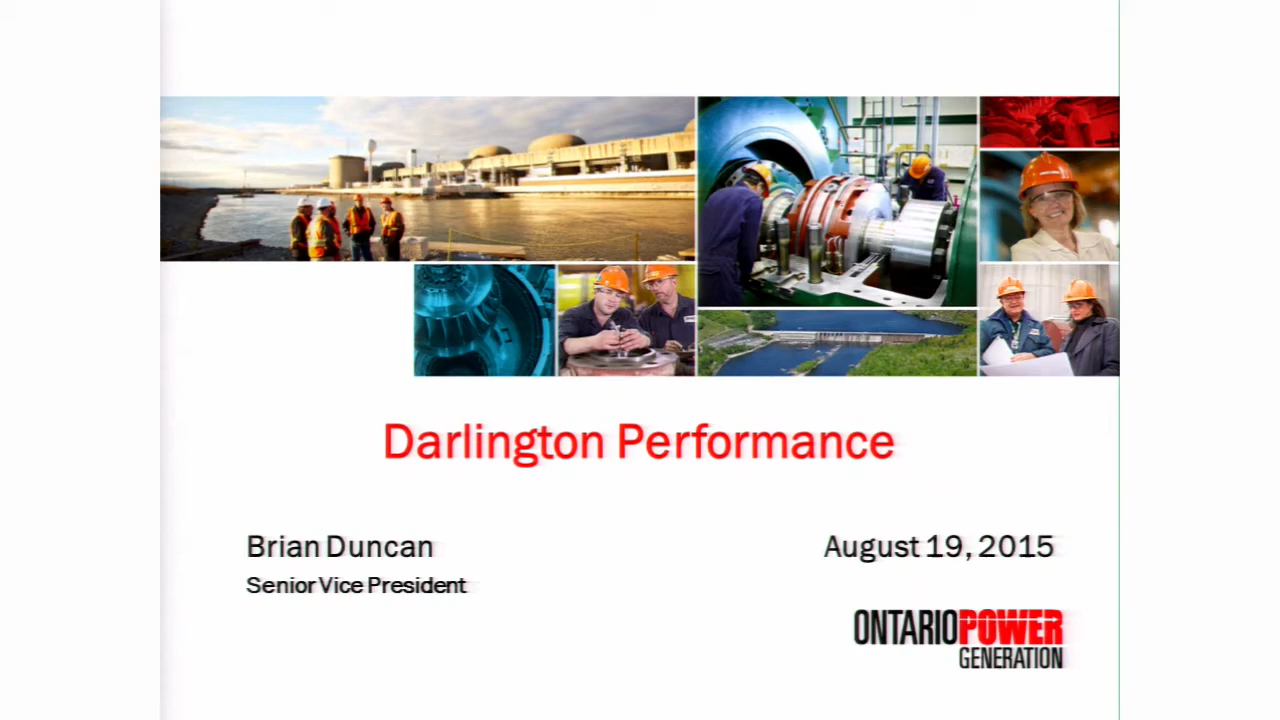 Darlington Performance
Brian Duncan
August 19, 2015
Senior Vice President
ONTARIOPOWER
GENERATION